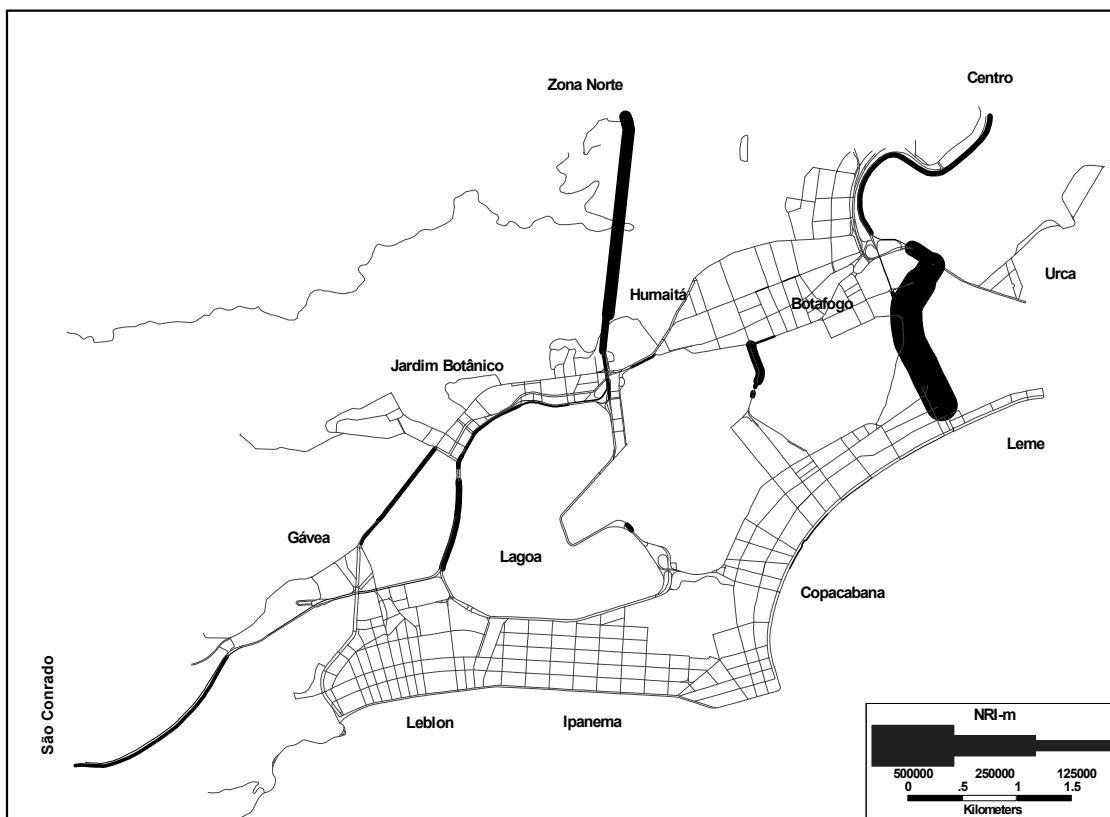 Centro
Zona Norte
Urca
Humaitá
Botafogo
Jardim Botânico
Leme
Gávea
Lagoa
Copacabana
São Conrado
Leblon
Ipanema
NRI-m
500000 250000 125000
0 .5 1 1.5
Kilometers